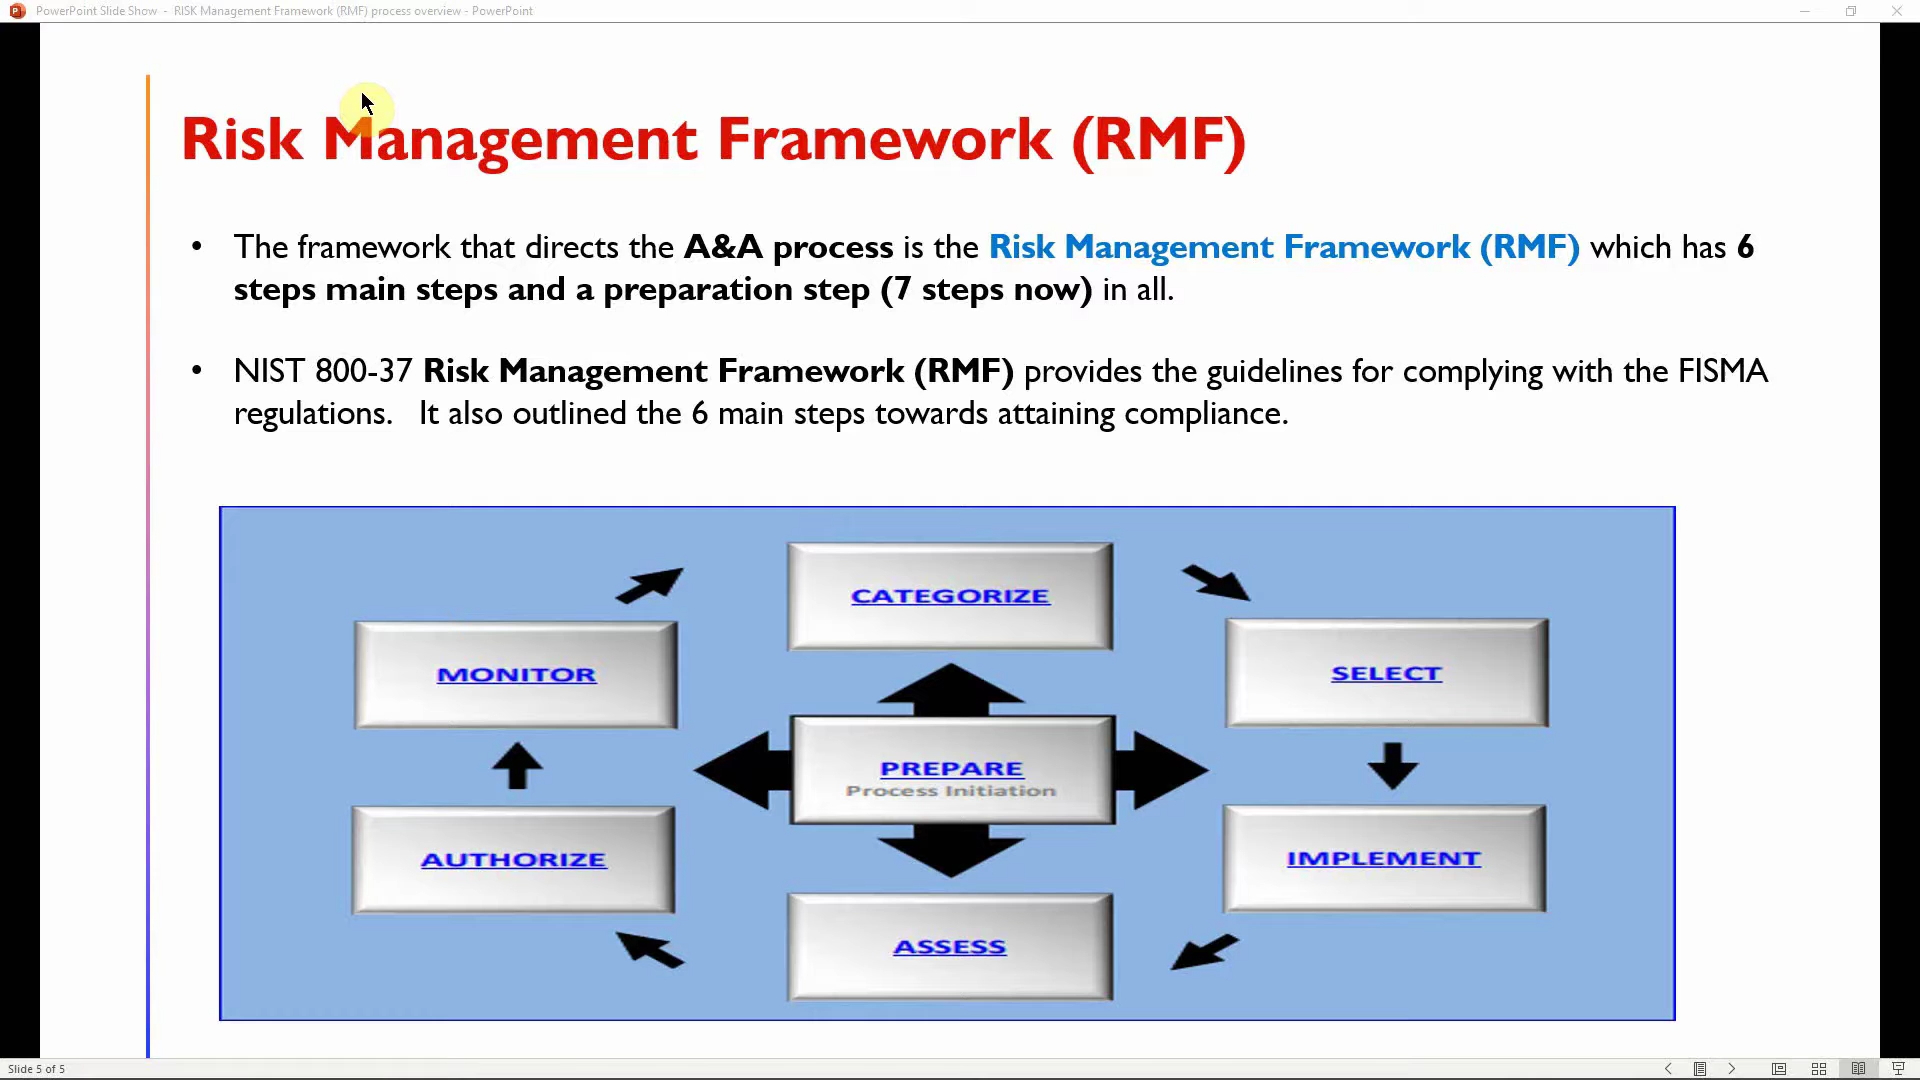 PowerPoint Slide Show - RISK Management Framework (RMF) process overview - PowerPoint
Risk Management Framework (RMF)
• The framework that directs the A&A process is the Risk Management Framework (RMF) which has 6
steps main steps and a preparation step (7 steps now) in all.
• NIST 800-37 Risk Management Framework (RMF) provides the guidelines for complying with the FISMA
regulations. It also outlined the 6 main steps towards attaining compliance.
CATEGORIZE
MONITOR
SELECT
PREPARE
Process Initiation
AUTHORIZE
IMPLEMENT
ASSESS
Slide 5 of 5